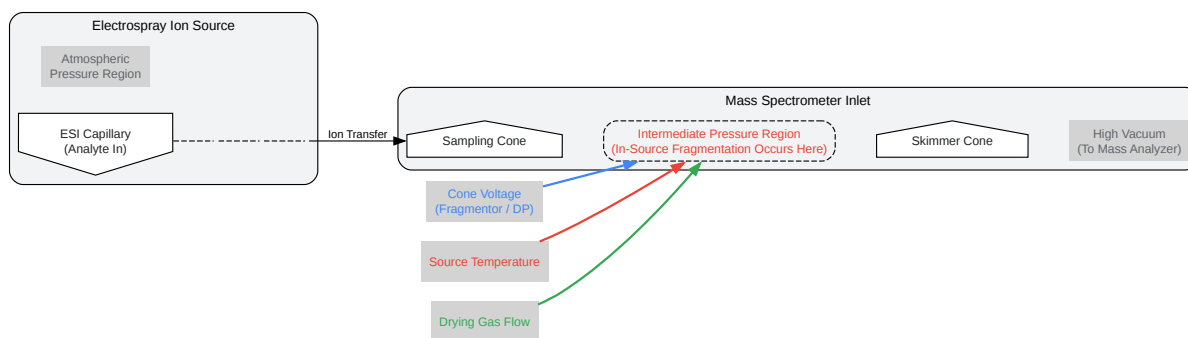 Electrospray Ion Source
Atmospheric
Pressure Region
ESI Capillary
(Analyte In)
Ion Transfer
Mass Spectrometer Inlet
Sampling Cone
Intermediate Pressure Region
(In-Source Fragmentation Occurs Here)
Skimmer Cone
High Vacuum
(To Mass Analyzer)
Cone Voltage
(Fragmentor / DP)
Source Temperature
Drying Gas Flow